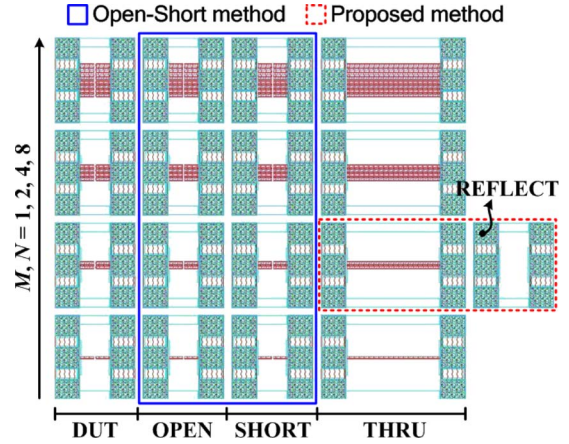 Open-Short method Proposed method
M, N = 1, 2, 4, 8
REFLECT
DUT OPEN SHORT THRU